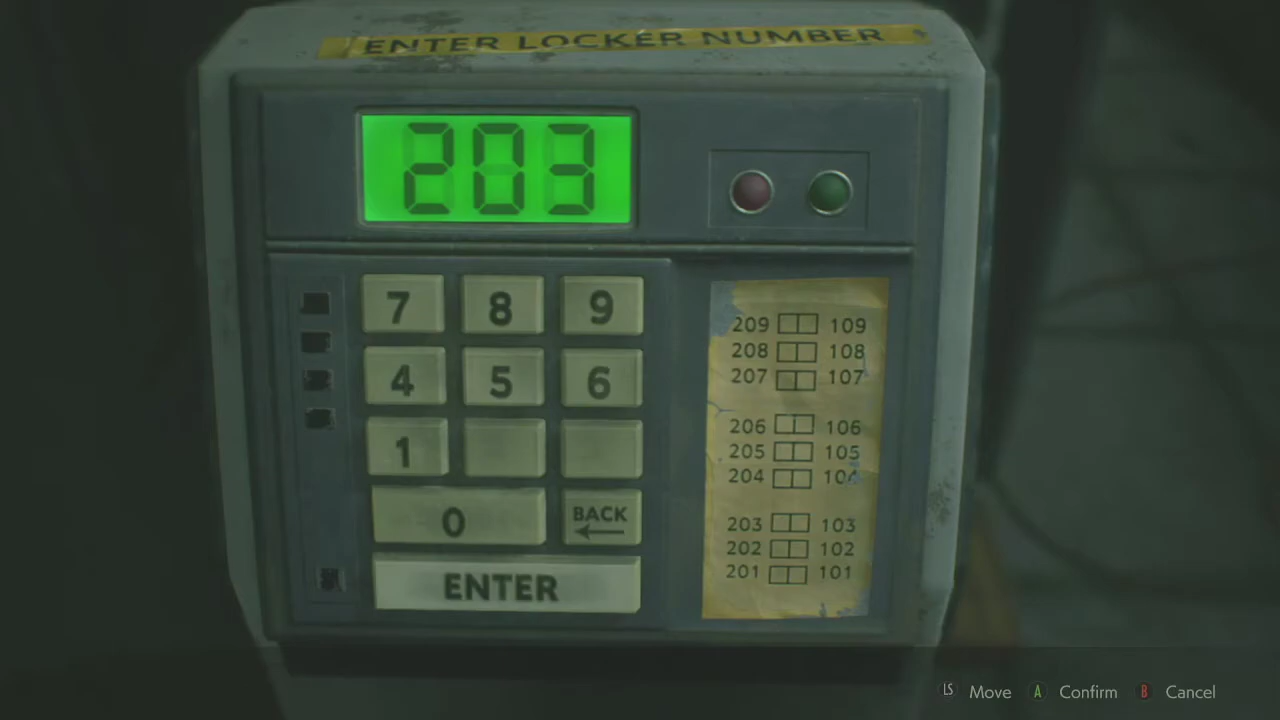 ENTER LOCKER NUMBER
203
7 8 9
4 5 6
1
0 BACK
ENTER
209 109
208 108
207 107
206 106
205 105
204 104
203 103
202 102
201 101
LS Move A Confirm B Cancel